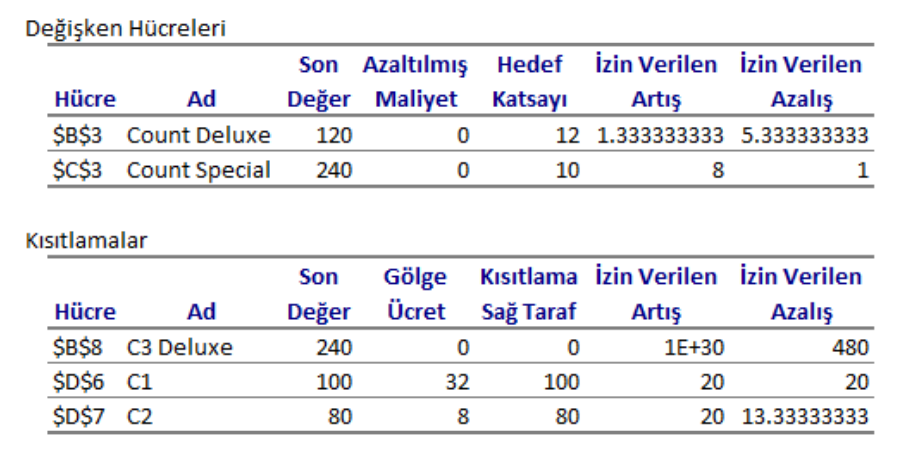 Değişken Hücreleri
Son Azaltılmış Hedef İzin Verilen İzin Verilen
Hücre Ad Değer Maliyet Katsayı Artış Azalış
$B$3 Count Deluxe 120 0 12 1.333333333 5.333333333
$C$3 Count Special 240 0 10 8 1
Kısıtlamalar
Son Gölge Kısıtlama İzin Verilen İzin Verilen
Hücre Ad Değer Ücret Sağ Taraf Artış Azalış
$B$8 C3 Deluxe 240 0 0 1E+30 480
$D$6 C1 100 32 100 20 20
$D$7 C2 80 8 80 20 13.33333333